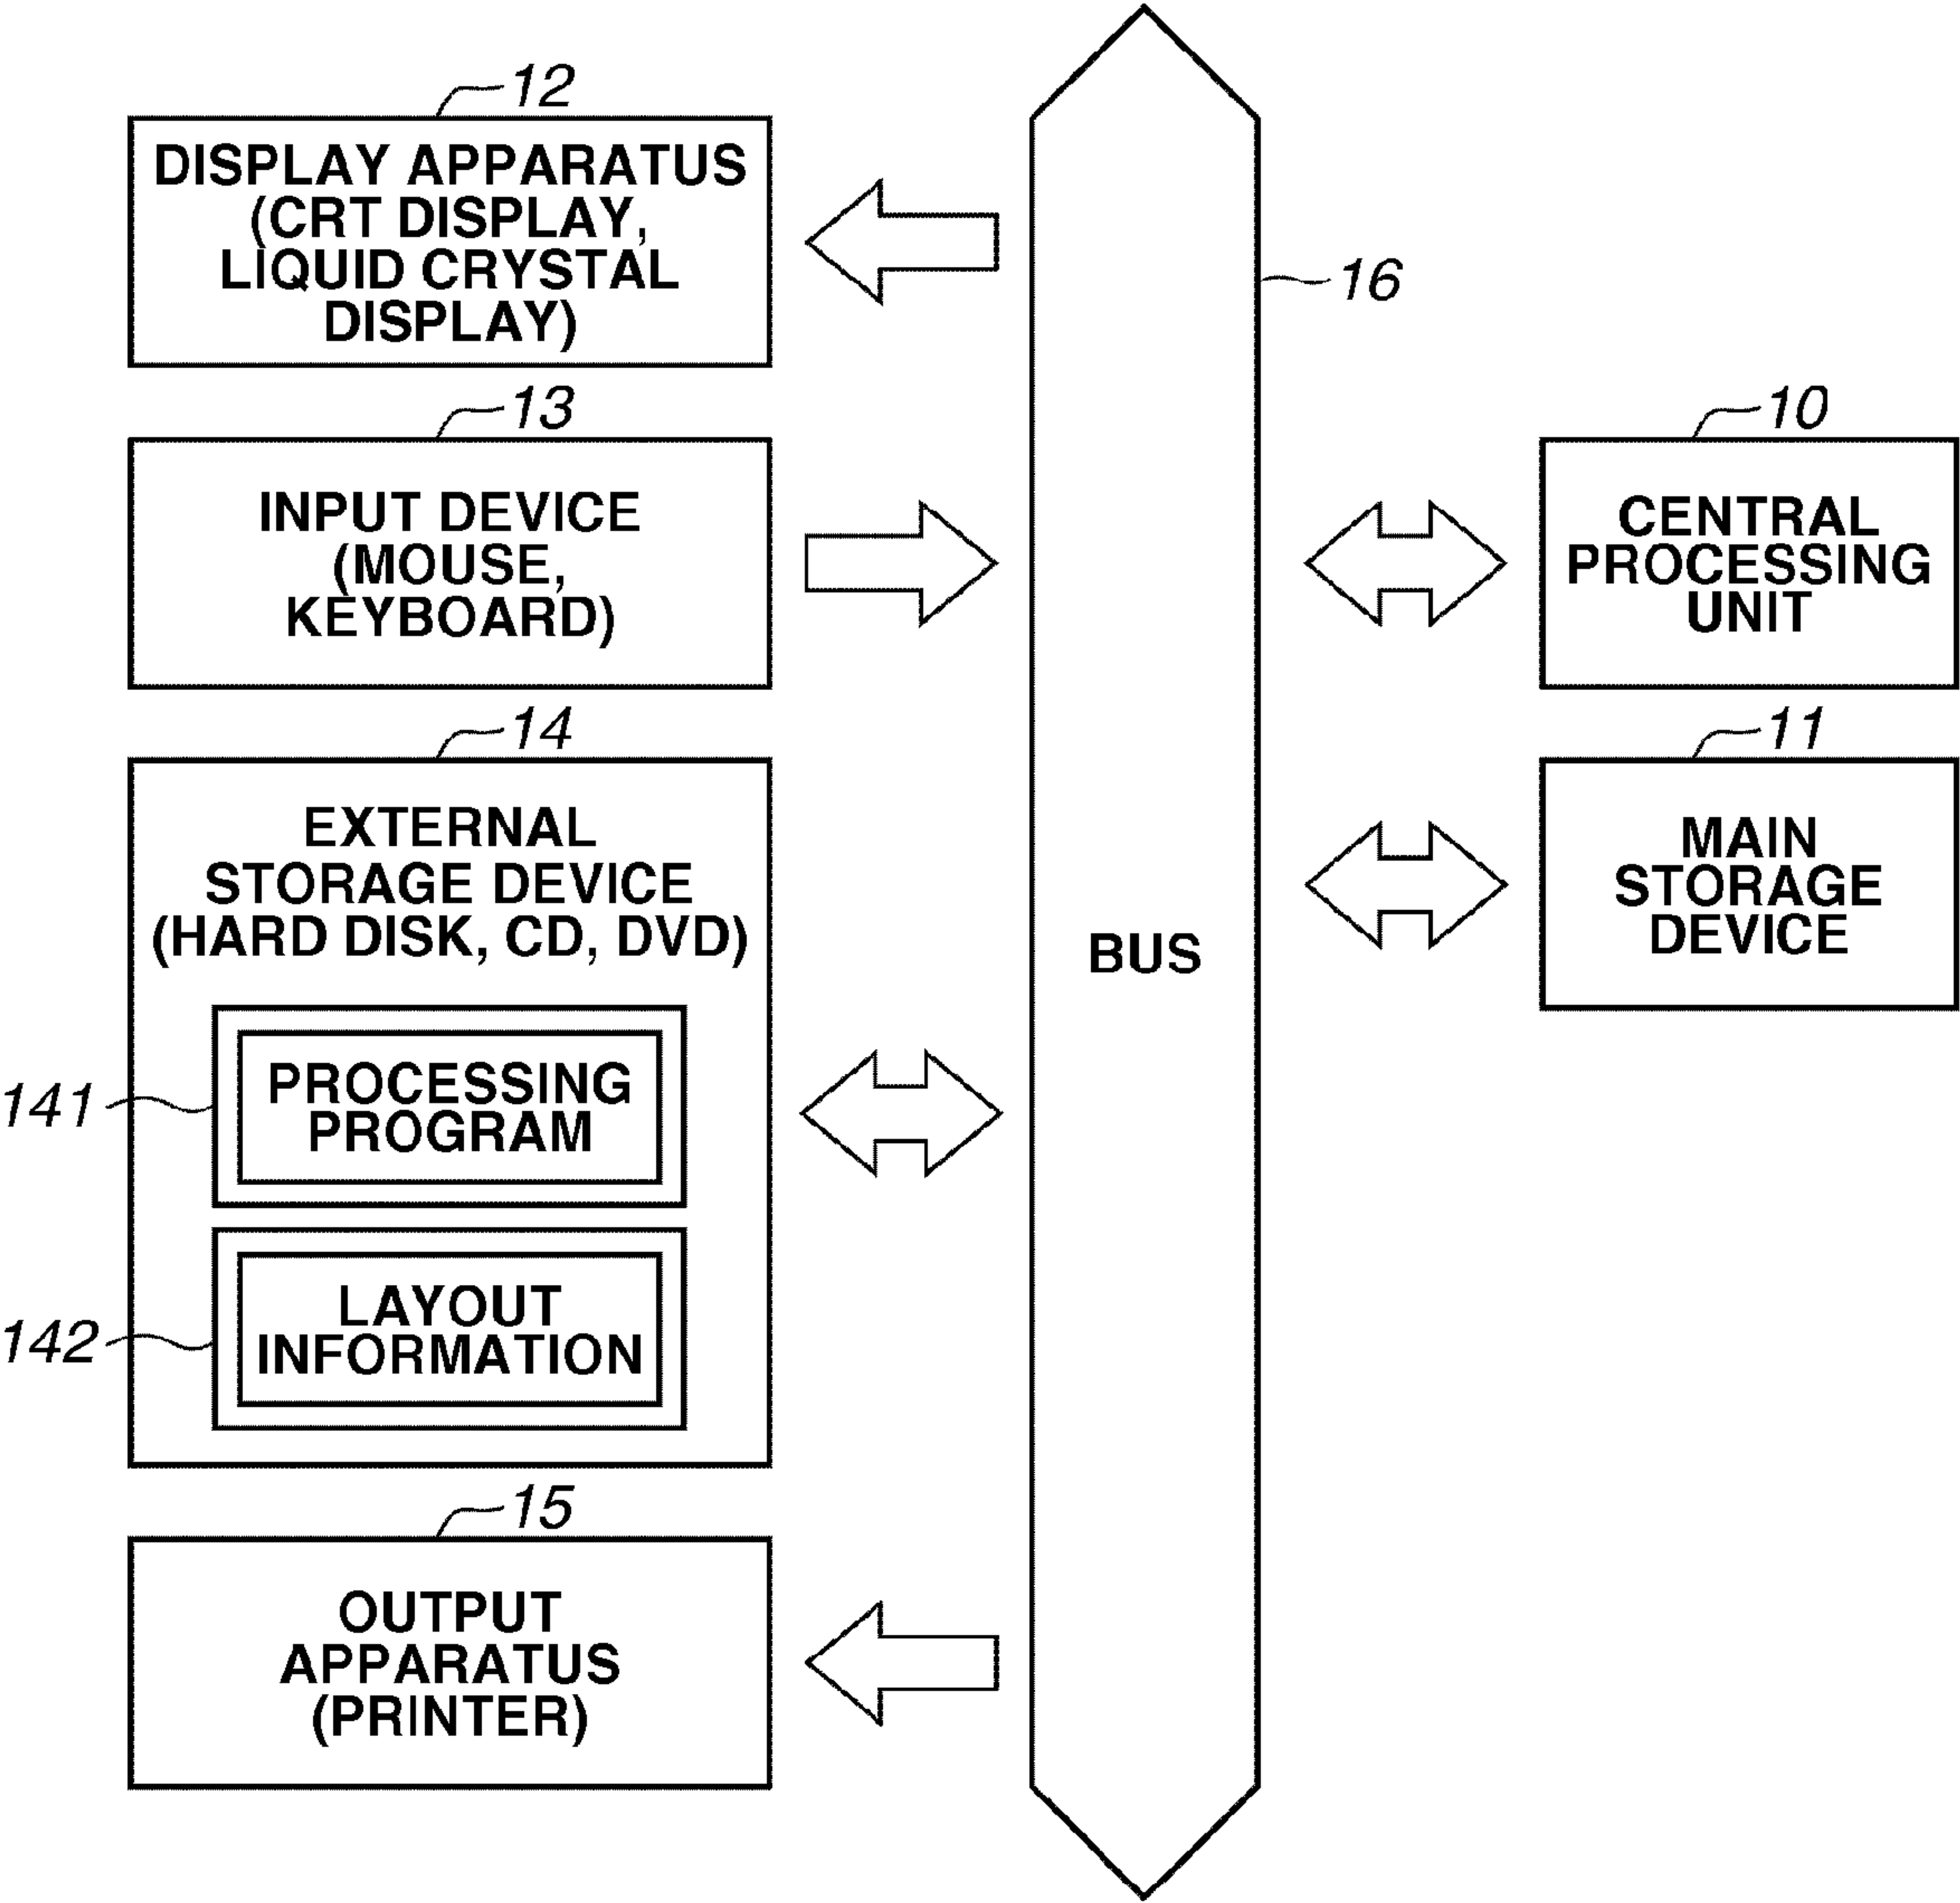 12
DISPLAY APPARATUS
(CRT DISPLAY,
LIQUID CRYSTAL
DISPLAY)
13
INPUT DEVICE
(MOUSE,
KEYBOARD)
14
EXTERNAL
STORAGE DEVICE
(HARD DISK, CD, DVD)
141
PROCESSING
PROGRAM
142
LAYOUT
INFORMATION
15
OUTPUT
APPARATUS
(PRINTER)
BUS
16
10
CENTRAL
PROCESSING
UNIT
11
MAIN
STORAGE
DEVICE